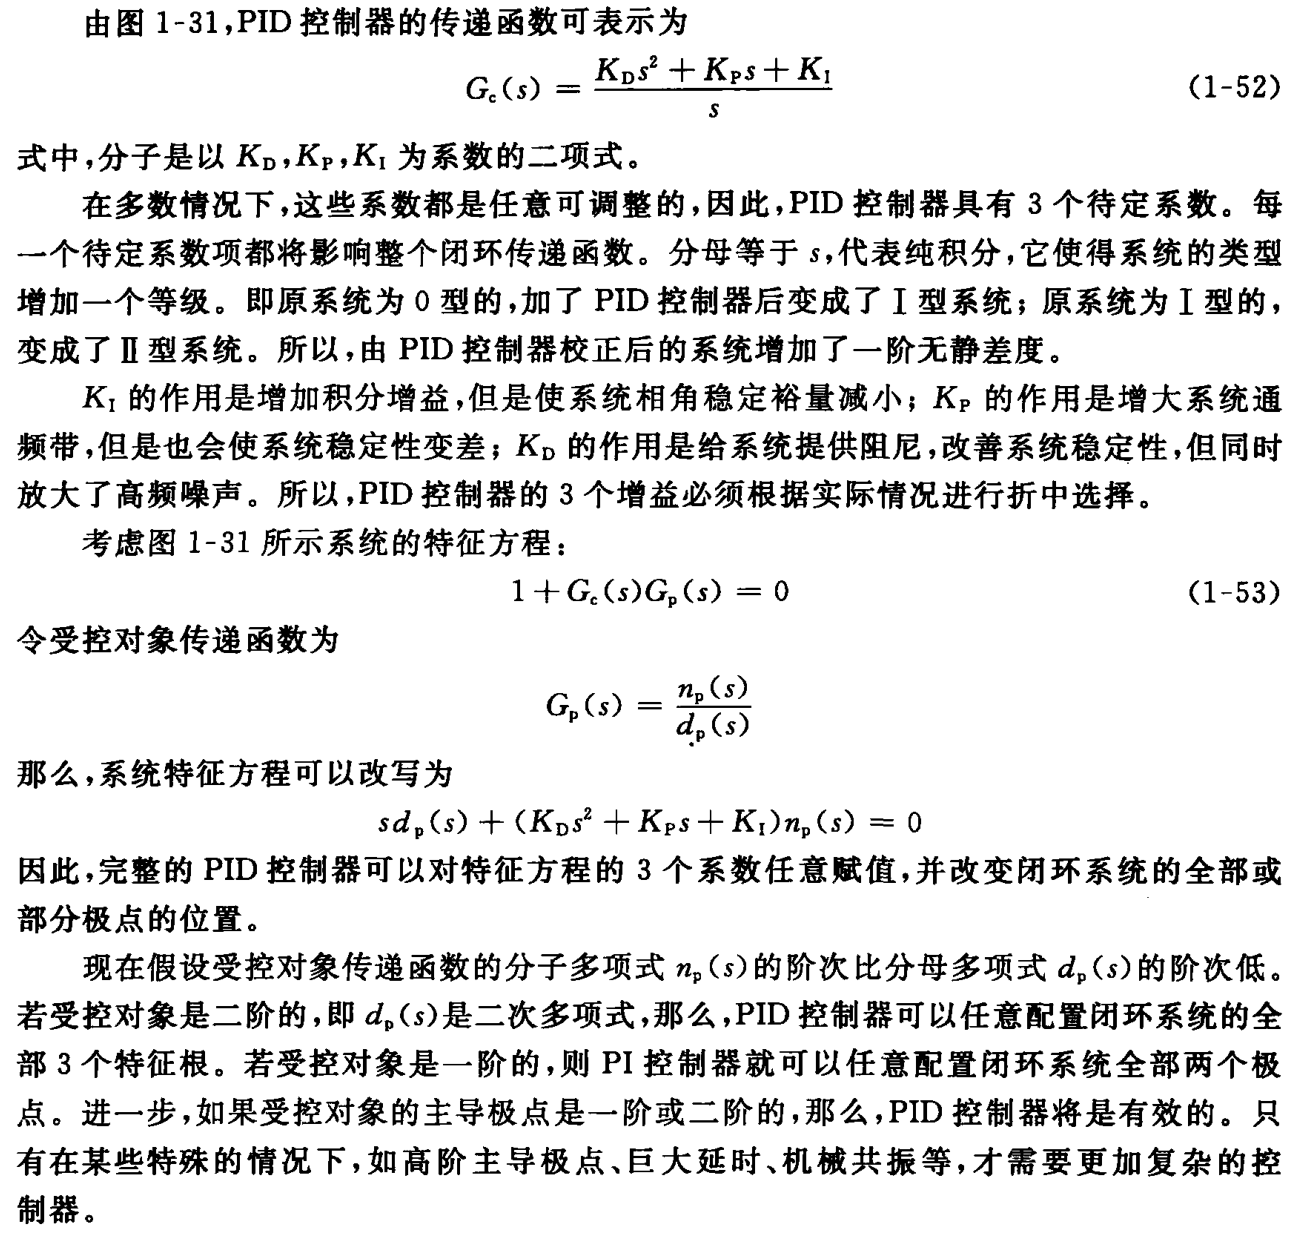 由图 1-31,PID 控制器的传递函数可表示为
G_c(s) = \frac{K_D s^2 + K_P s + K_I}{s} (1-52)
式中,分子是以 K_D,K_P,K_I 为系数的二项式。
在多数情况下,这些系数都是任意可调整的,因此,PID 控制器具有 3 个待定系数。每
一个待定系数项都将影响整个闭环传递函数。分母等于 s,代表纯积分,它使得系统的类型
增加一个等级。即原系统为 0 型的,加了 PID 控制器后变成了 Ⅰ 型系统;原系统为 Ⅰ 型的,
变成了 Ⅱ 型系统。所以,由 PID 控制器校正后的系统增加了一阶无静差度。
K_I 的作用是增加积分增益,但是使系统相角稳定裕量减小;K_P 的作用是增大系统通
频带,但是也会使系统稳定性变差;K_D 的作用是给系统提供阻尼,改善系统稳定性,但同时
放大了高频噪声。所以,PID 控制器的 3 个增益必须根据实际情况进行折中选择。
考虑图 1-31 所示系统的特征方程:
1 + G_c(s)G_p(s) = 0 (1-53)
令受控对象传递函数为
G_p(s) = \frac{n_p(s)}{d_p(s)}
那么,系统特征方程可以改写为
sd_p(s) + (K_D s^2 + K_P s + K_I)n_p(s) = 0
因此,完整的 PID 控制器可以对特征方程的 3 个系数任意赋值,并改变闭环系统的全部或
部分极点的位置。
现在假设受控对象传递函数的分子多项式 n_p(s)的阶次比分母多项式 d_p(s)的阶次低。
若受控对象是二阶的,即 d_p(s)是二次多项式,那么,PID 控制器可以任意配置闭环系统的全
部 3 个特征根。若受控对象是一阶的,则 PI 控制器就可以任意配置闭环系统全部两个极
点。进一步,如果受控对象的主导极点是一阶或二阶的,那么,PID 控制器将是有效的。只
有在某些特殊的情况下,如高阶主导极点、巨大延时、机械共振等,才需要更加复杂的控
制器。